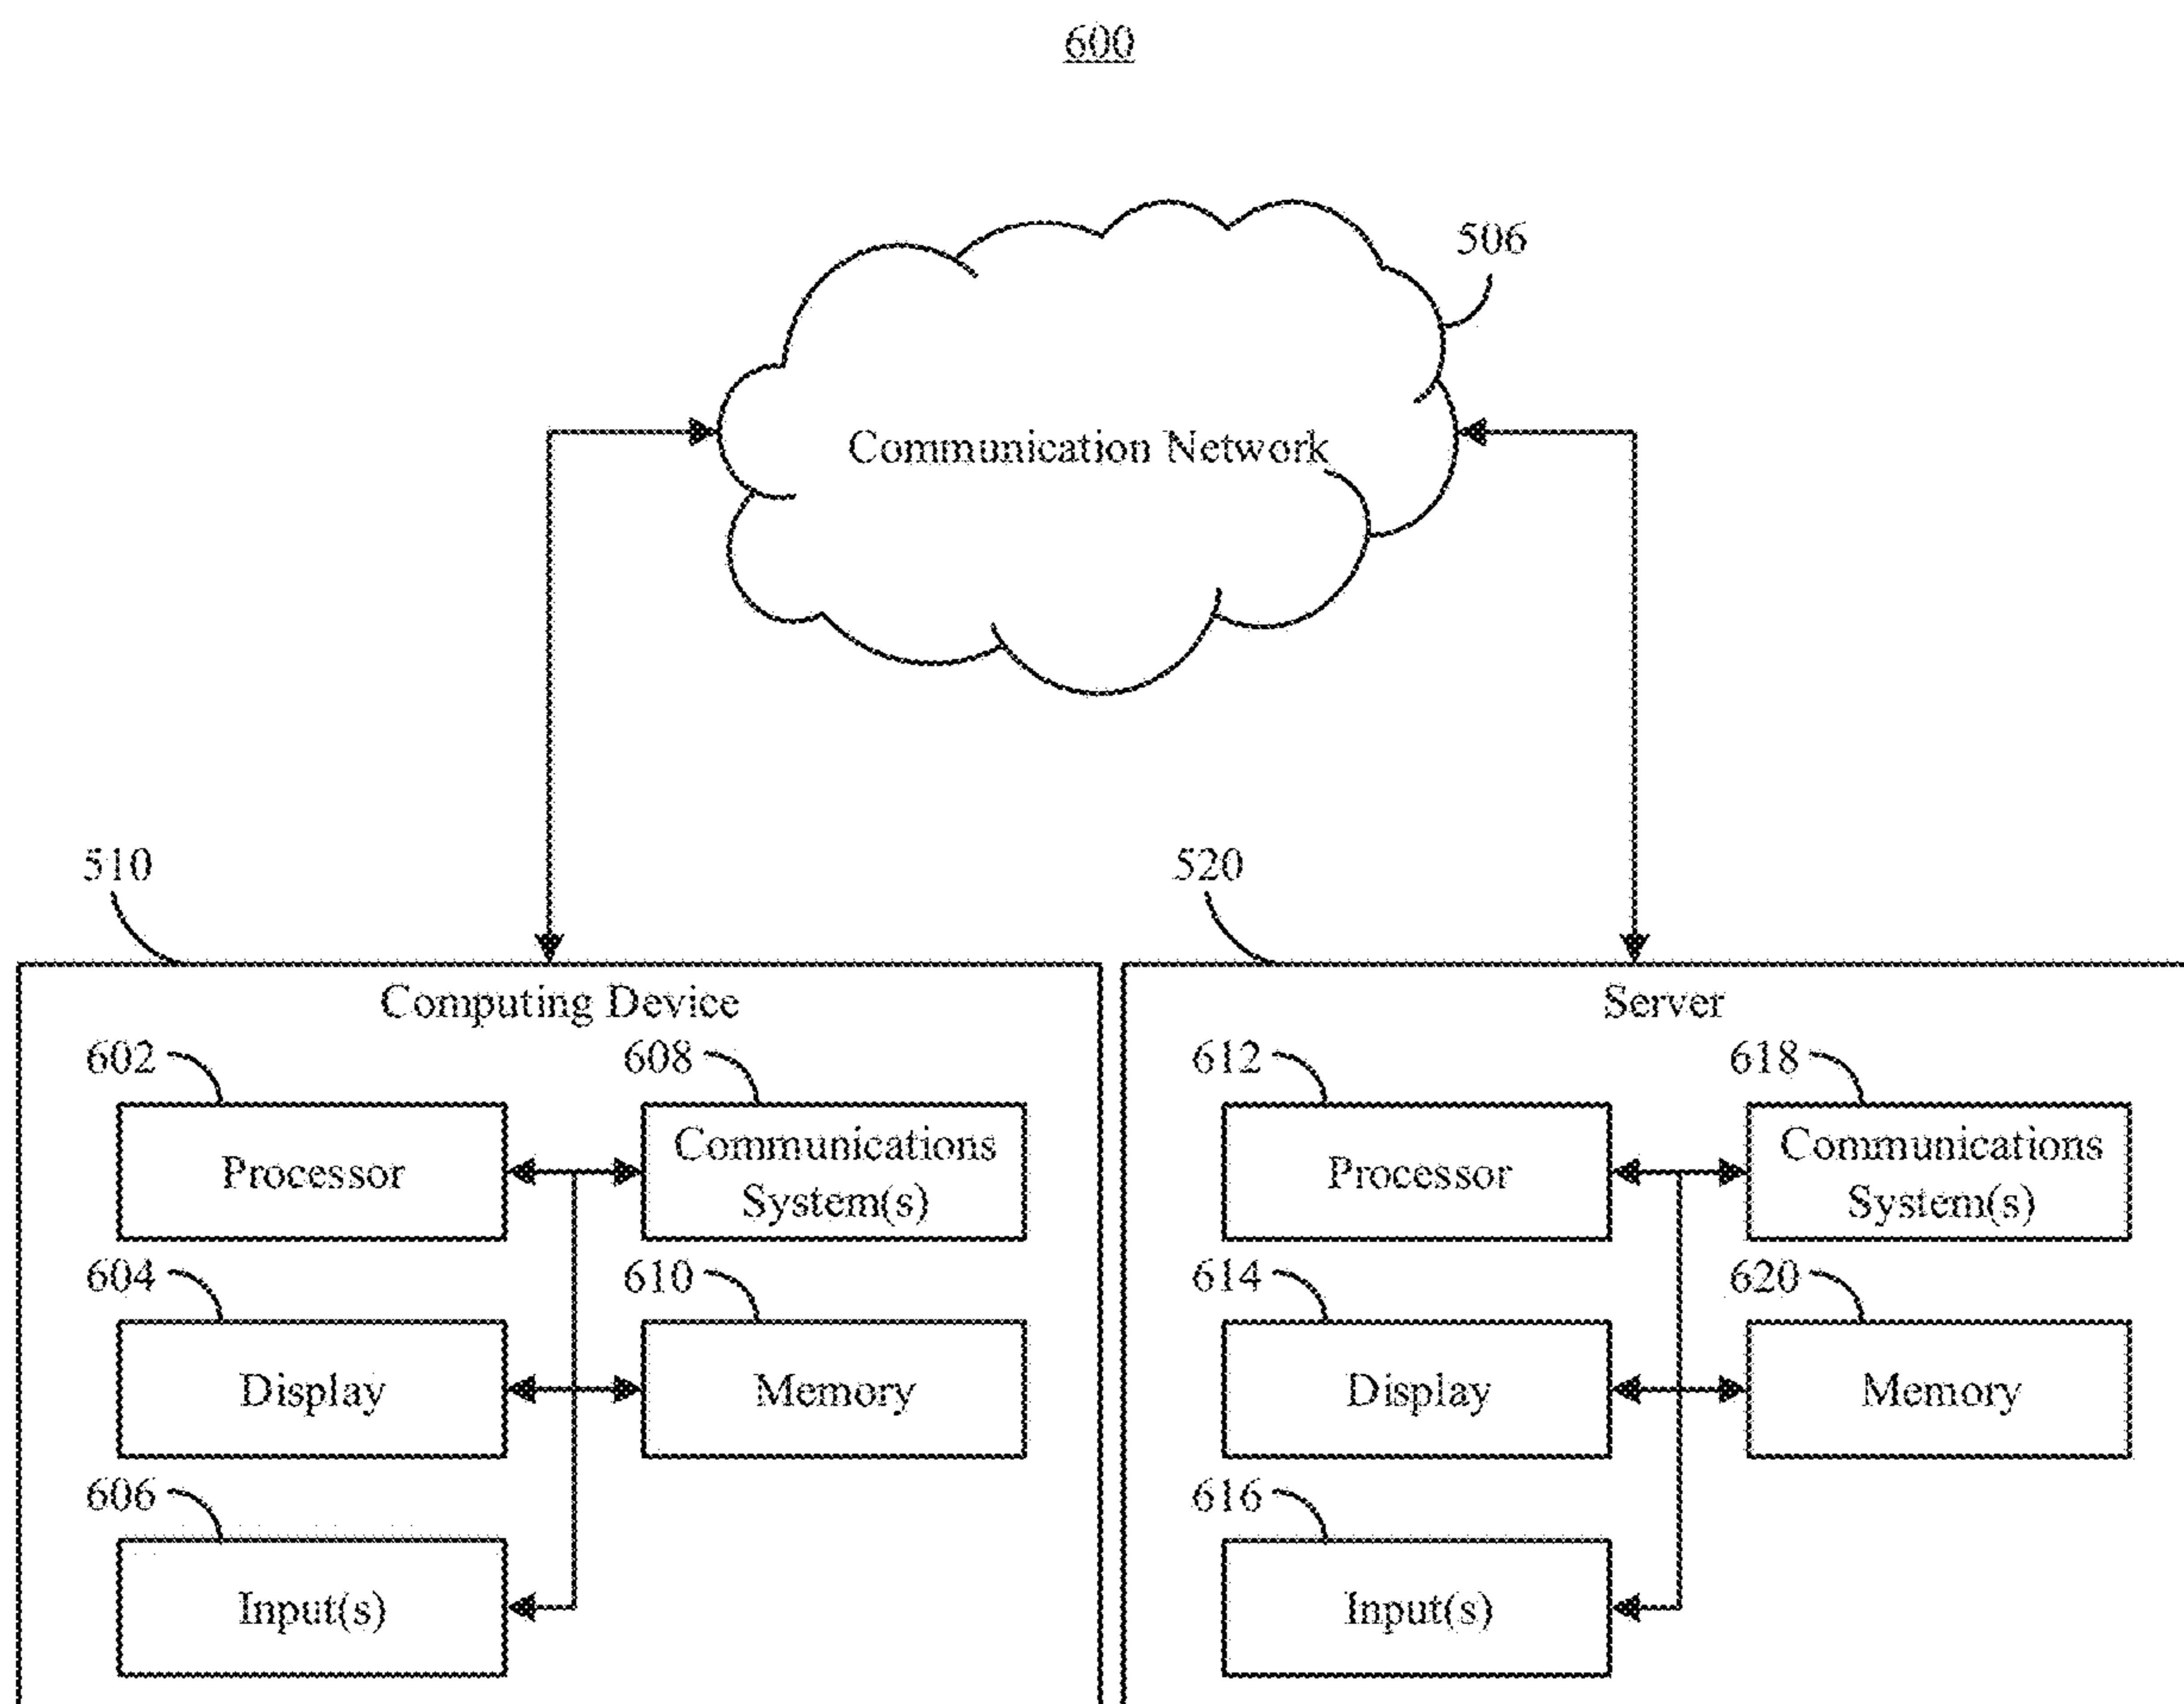 600
506
Communication Network
510
520
Computing Device
602
608
Processor
Communications
System(s)
604
610
Display
Memory
606
Input(s)
Server
612
618
Processor
Communications
System(s)
614
620
Display
Memory
616
Input(s)